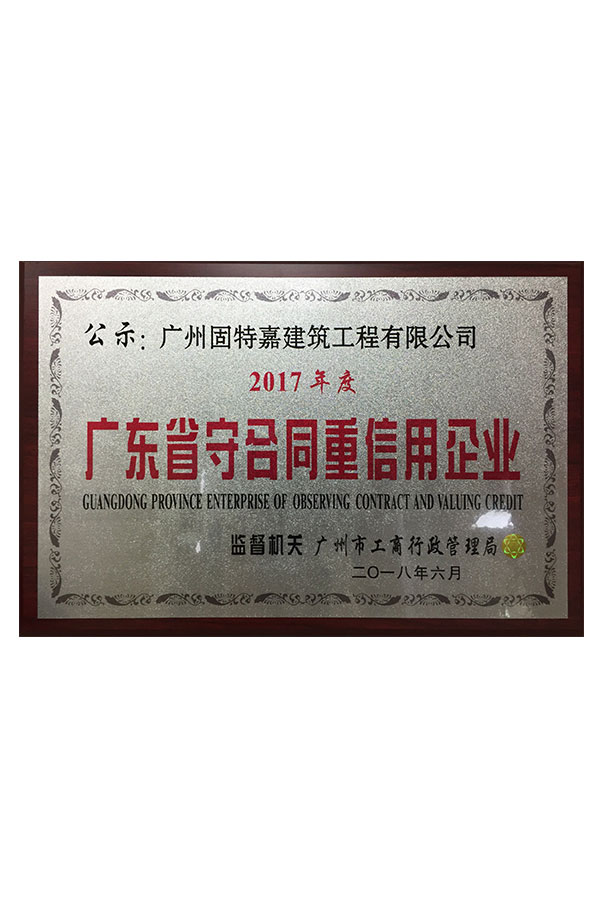 公示：广州固特嘉建筑工程有限公司
2017年度
广东省守合同重信用企业
GUANGDONG PROVINCE ENTERPRISE OF OBSERVING CONTRACT AND VALUING CREDIT
监督机关 广州市工商行政管理局
二〇一八年六月